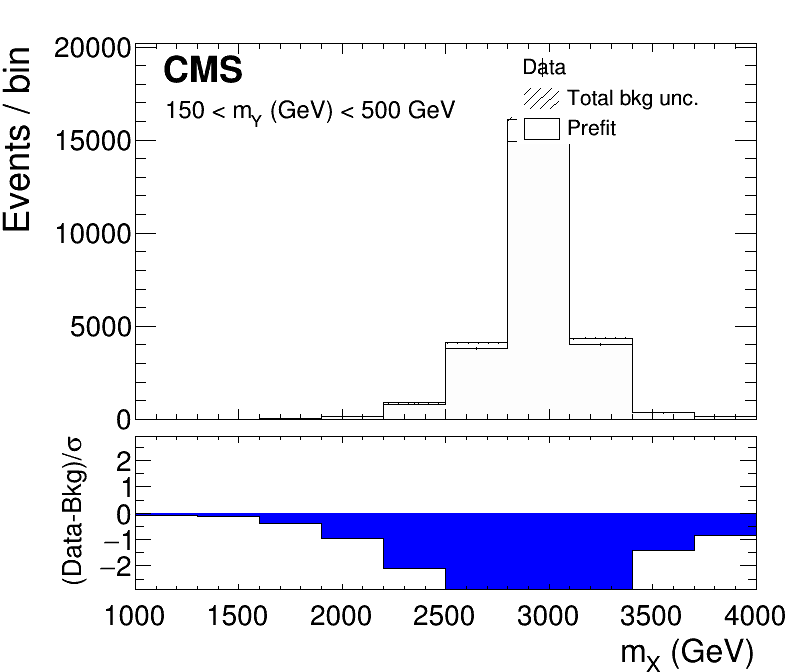 Events / bin
20000
15000
10000
5000
0
CMS
150 < mY (GeV) < 500 GeV
Data
Total bkg unc.
Prefit
(Data-Bkg)/σ
2
1
0
−1
−2
1000 1500 2000 2500 3000 3500 4000
mX (GeV)